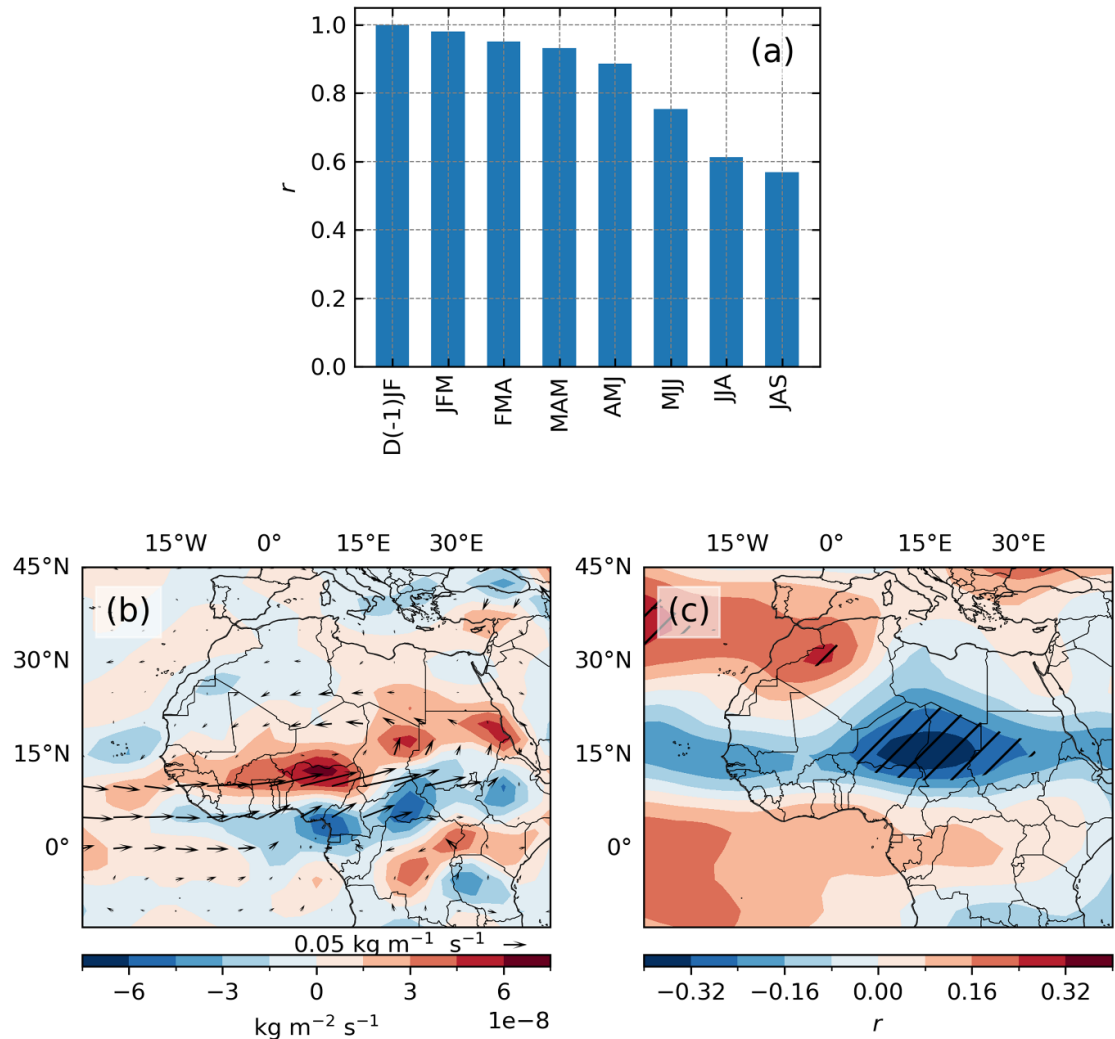 1.0
(a)
0.8
0.6
r
0.4
0.2
0.0
D(-1)JF
JFM
FMA
MAM
AMJ
MJJ
JJA
JAS
15°W 0° 15°E 30°E
45°N
(b)
30°N
15°N
0°
0.05 kg m⁻¹ s⁻¹
−6 −3 0 3 6
kg m⁻² s⁻¹
1e−8
15°W 0° 15°E 30°E
45°N
(c)
30°N
15°N
0°
−0.32 −0.16 0.00 0.16 0.32
r